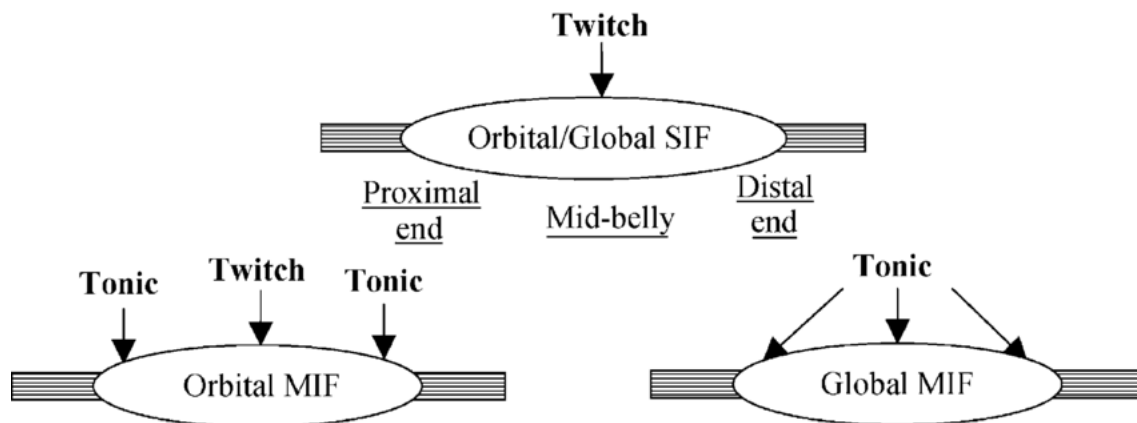 Twitch
Orbital/Global SIF
Proximal
end
Mid-belly
Distal
end
Tonic
Twitch
Tonic
Orbital MIF
Tonic
Global MIF